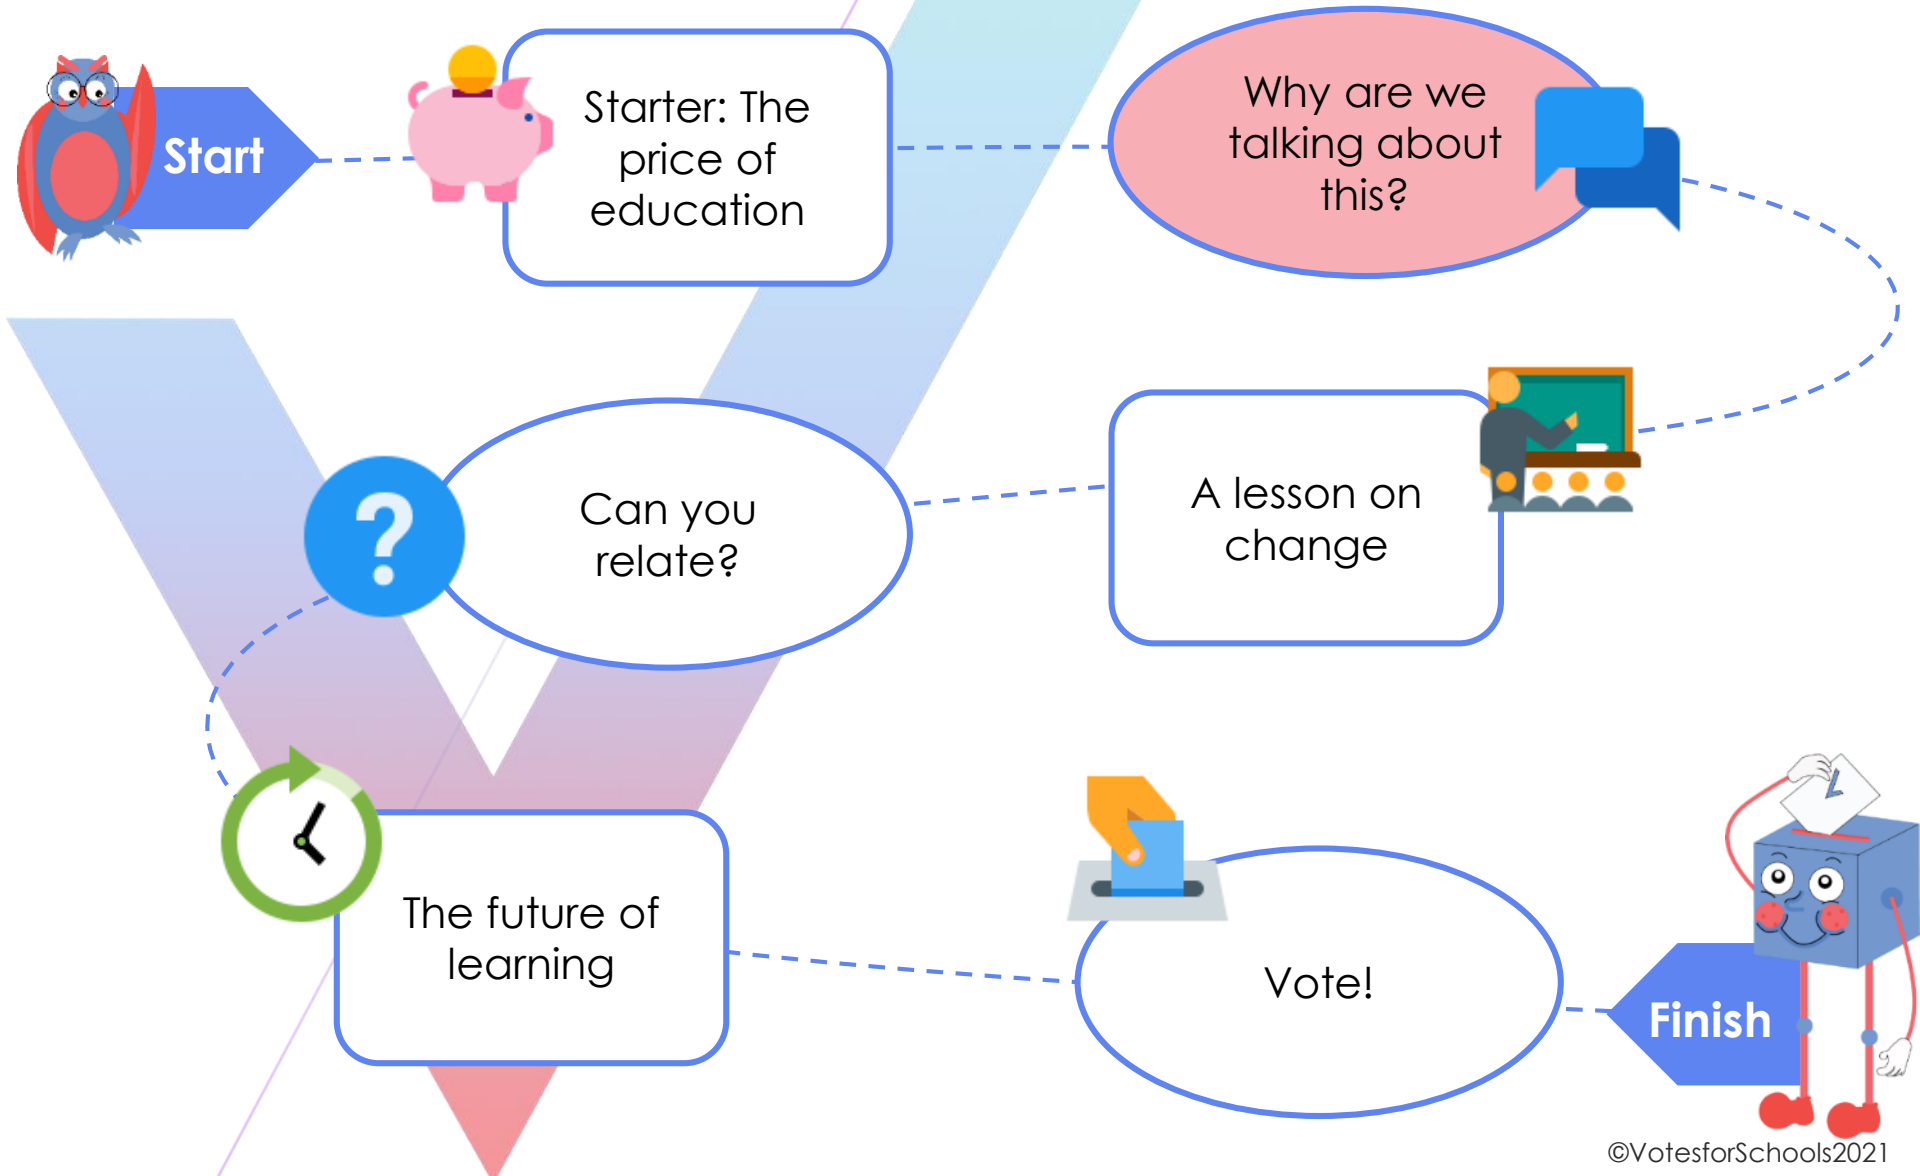 Start
Starter: The
price of
education
Why are we
talking about
this?
A lesson on
change
Can you
relate?
The future of
learning
Vote!
Finish
©VotesforSchools2021